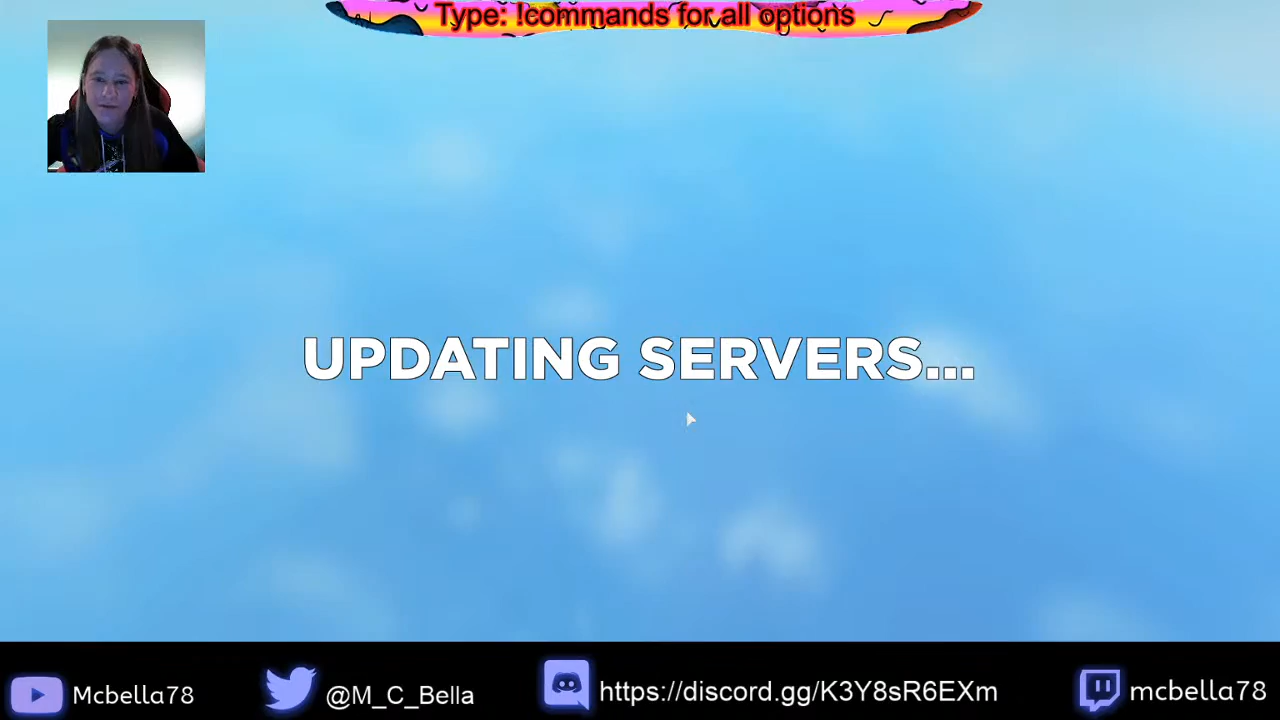 Type: !commands for all options
UPDATING SERVERS...
Mcbella78
@M_C_Bella
https://discord.gg/K3Y8sR6EXm
mcbella78